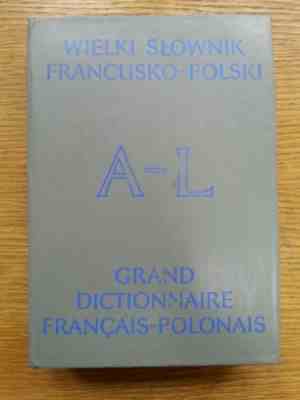 WIELKI SŁOWNIK
FRANCUSKO-POLSKI
A-L
GRAND
DICTIONNAIRE
FRANÇAIS-POLONAIS